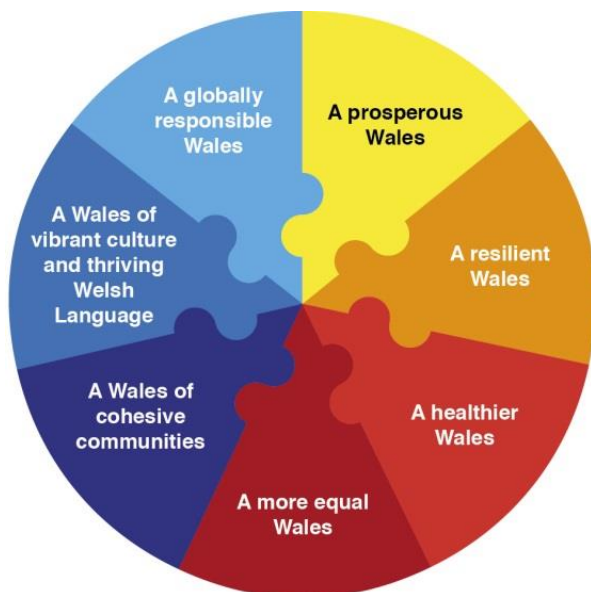 A globally
responsible
Wales
A prosperous
Wales
A resilient
Wales
A healthier
Wales
A more equal
Wales
A Wales of
cohesive
communities
A Wales of
vibrant culture
and thriving
Welsh
Language